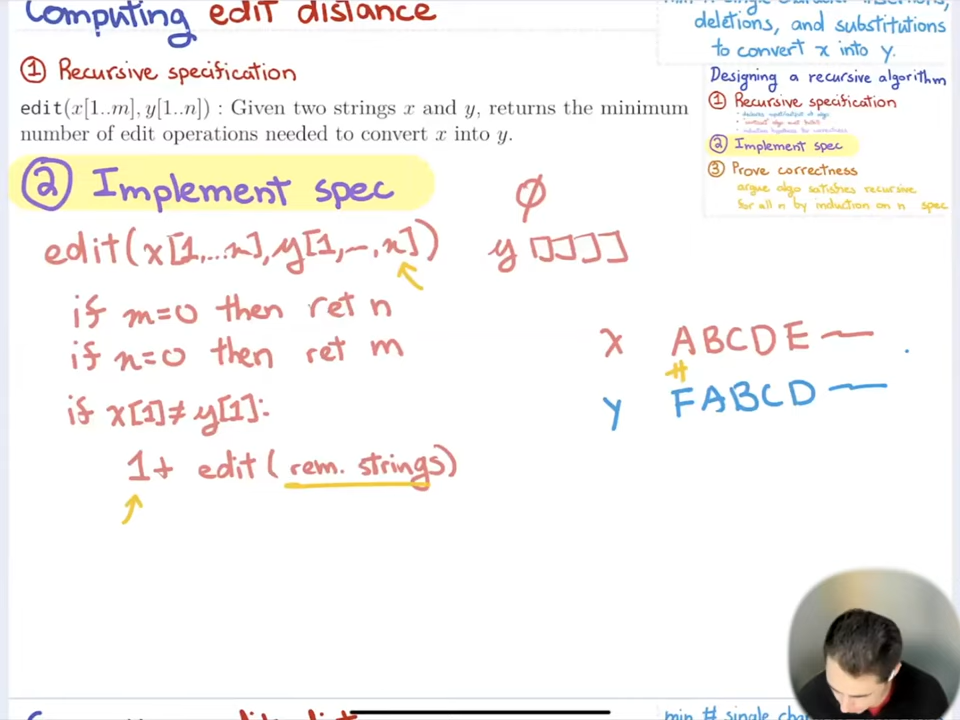 Computing edit distance
① Recursive specification
edit(x[1..m], y[1..n]) : Given two strings x and y, returns the minimum
number of edit operations needed to convert x into y.
② Implement spec
edit(x[1,...n], y[1,-,n])
if m=0 then ret n
if n=0 then ret m
if x[1]≠y[1]:
1+ edit( rem. strings)
∅
y
x ABCDE
≠
y FABCD
deletions, and substitutions
to convert x into y.
Designing a recursive algorithm
① Recursive specification
② Implement spec
③ Prove correctness
argue algo satisfies recursive
for all n by induction on n spec
min # single char